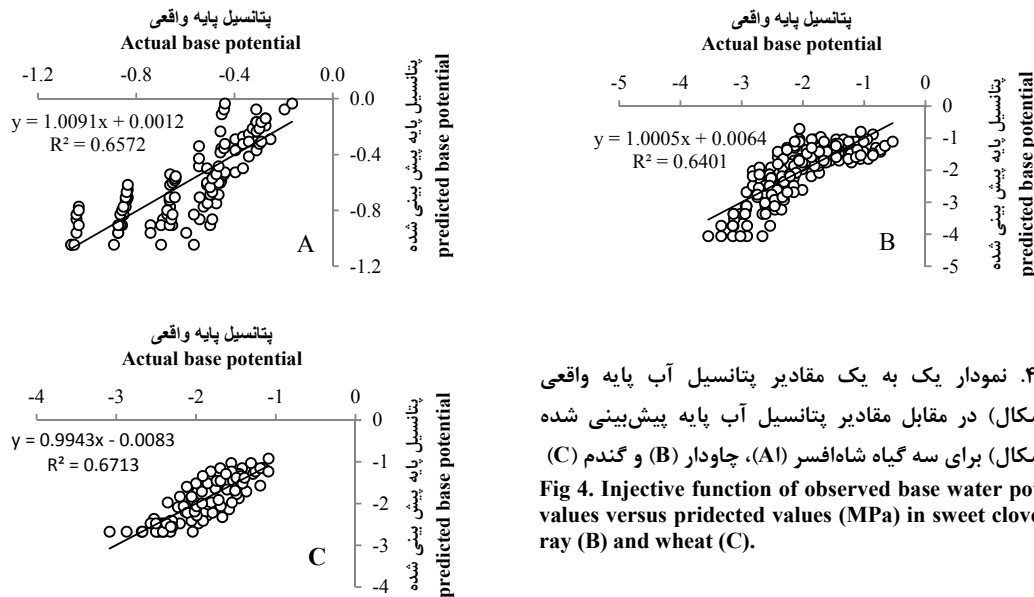 پتانسیل پایه واقعی
Actual base potential
-1.2 -0.8 -0.4 0.0
0.0
-0.4
-0.8
-1.2
y = 1.0091x + 0.0012
R² = 0.6572
A
پتانسیل پایه پیش بینی شده
predicted base potential
پتانسیل پایه واقعی
Actual base potential
-5 -4 -3 -2 -1 0
0
-1
-2
-3
-4
-5
y = 1.0005x + 0.0064
R² = 0.6401
B
پتانسیل پایه پیش بینی شده
predicted base potential
پتانسیل پایه واقعی
Actual base potential
-4 -3 -2 -1 0
0
-1
-2
-3
-4
y = 0.9943x - 0.0083
R² = 0.6713
C
پتانسیل پایه پیش بینی شده
predicted base potential
۴. نمودار یک به یک مقادیر پتانسیل آب پایه واقعی
در مقابل مقادیر پتانسیل آب پایه پیش‌بینی شده
برای سه گیاه شاه‌افسر (A)، چاودار (B) و گندم (C)
Fig 4. Injective function of observed base water
values versus pridected values (MPa) in sweet
ray (B) and wheat (C).